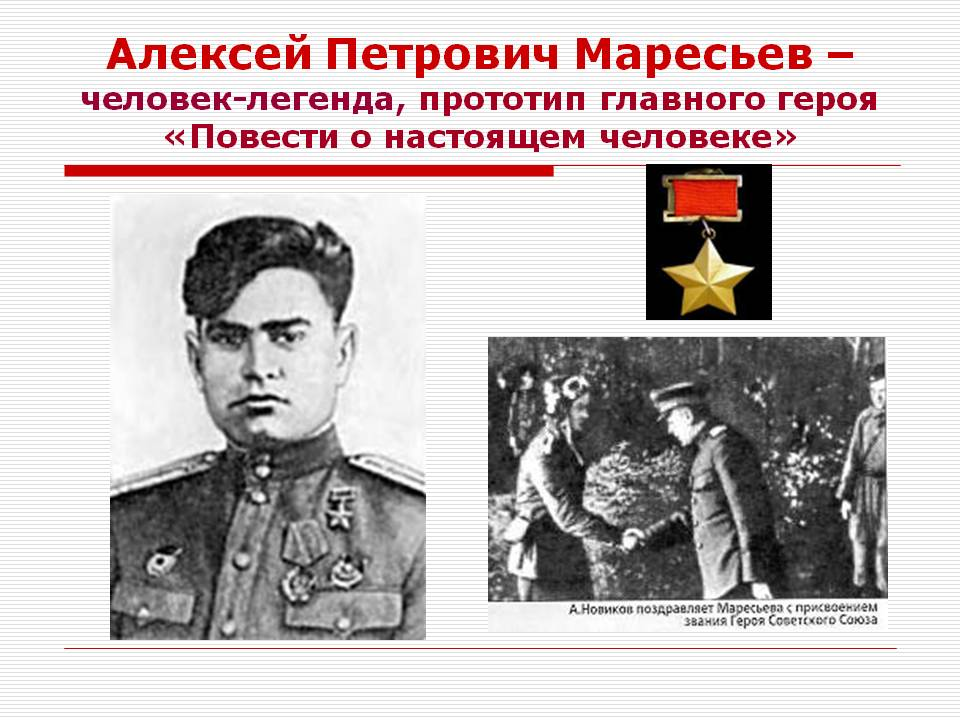 Алексей Петрович Маресьев –
человек-легенда, прототип главного героя
«Повести о настоящем человеке»
А.Новиков поздравляет Маресьева с присвоением
звания Героя Советского Союза